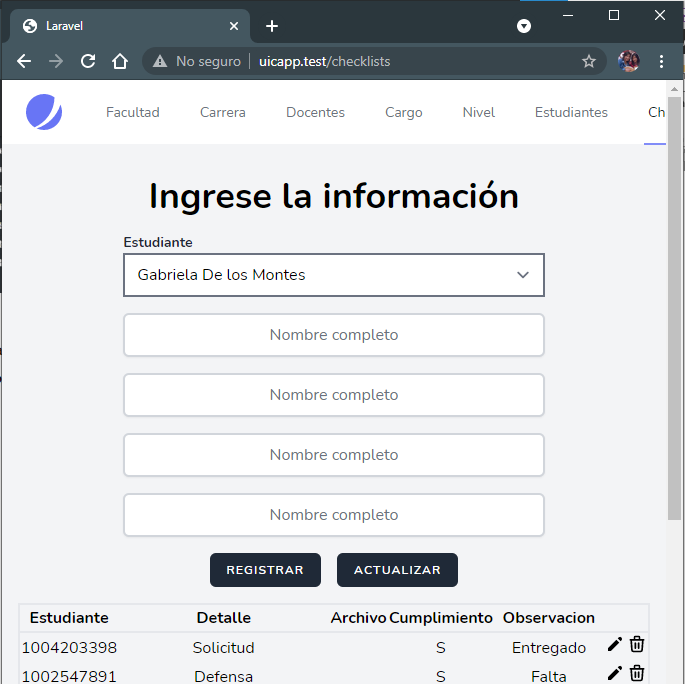 Laravel
No seguro uicapp.test/checklists
Facultad Carrera Docentes Cargo Nivel Estudiantes Ch
Ingrese la información
Estudiante
Gabriela De los Montes
Nombre completo
Nombre completo
Nombre completo
Nombre completo
REGISTRAR ACTUALIZAR
Estudiante Detalle Archivo Cumplimiento Observacion
1004203398 Solicitud S Entregado
1002547891 Defensa S Falta